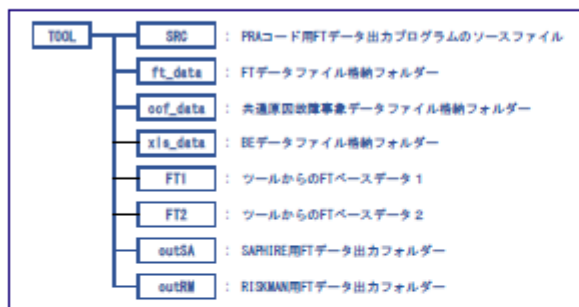 TOOL SRC : PRAコード用FTデータ出力プログラムのソースファイル
ft_data : FTデータファイル格納フォルダー
ccf_data : 共通原因故障事象データファイル格納フォルダー
xls_data : BEデータファイル格納フォルダー
FT1 : ツールからのFTベースデータ1
FT2 : ツールからのFTベースデータ2
outSA : SAPHIRE用FTデータ出力フォルダー
outRM : RISKMAN用FTデータ出力フォルダー